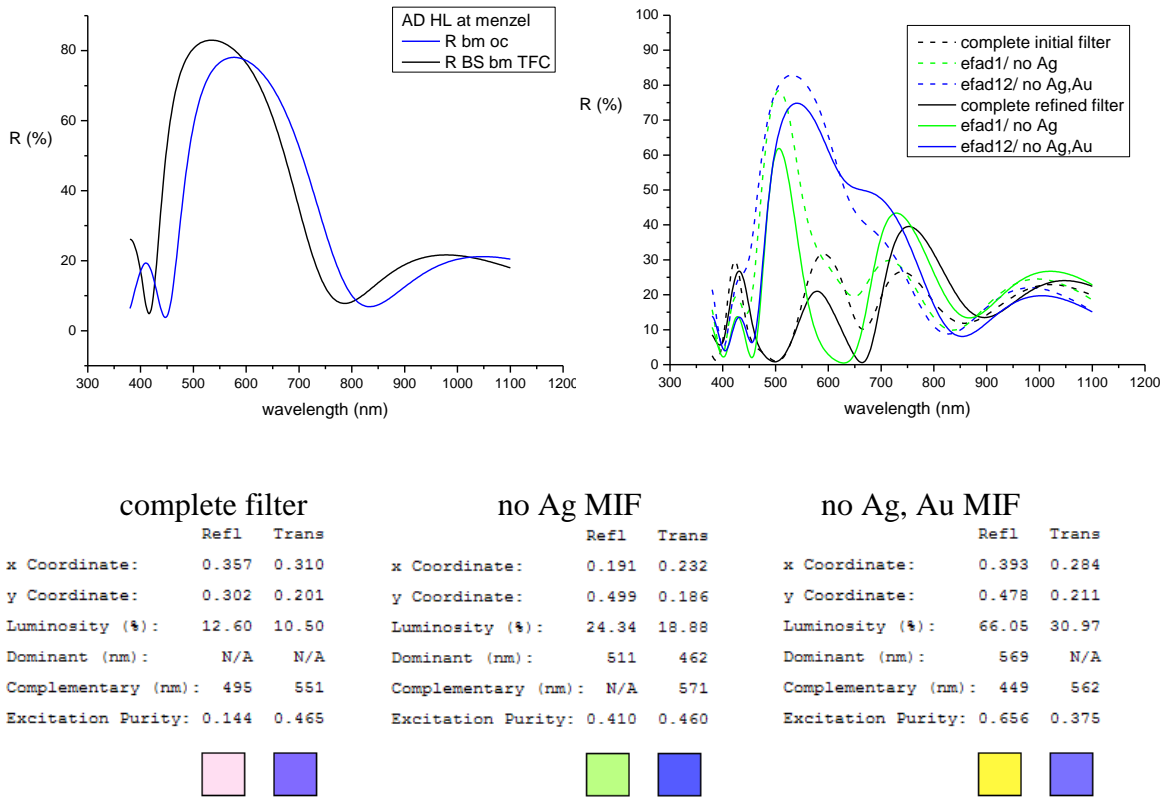 AD HL at menzel
R bm oc
R BS bm TFC
80
60
40
20
0
R (%)
300 400 500 600 700 800 900 1000 1100 1200
wavelength (nm)
complete initial filter
efad1/ no Ag
efad12/ no Ag,Au
complete refined filter
efad1/ no Ag
efad12/ no Ag,Au
100
90
80
70
60
50
40
30
20
10
0
R (%)
300 400 500 600 700 800 900 1000 1100 1200
wavelength (nm)
complete filter
Refl Trans
x Coordinate: 0.357 0.310
y Coordinate: 0.302 0.201
Luminosity (%): 12.60 10.50
Dominant (nm): N/A N/A
Complementary (nm): 495 551
Excitation Purity: 0.144 0.465
no Ag MIF
Refl Trans
x Coordinate: 0.191 0.232
y Coordinate: 0.499 0.186
Luminosity (%): 24.34 18.88
Dominant (nm): 511 462
Complementary (nm): N/A 571
Excitation Purity: 0.410 0.460
no Ag, Au MIF
Refl Trans
x Coordinate: 0.393 0.284
y Coordinate: 0.478 0.211
Luminosity (%): 66.05 30.97
Dominant (nm): 569 N/A
Complementary (nm): 449 562
Excitation Purity: 0.656 0.375